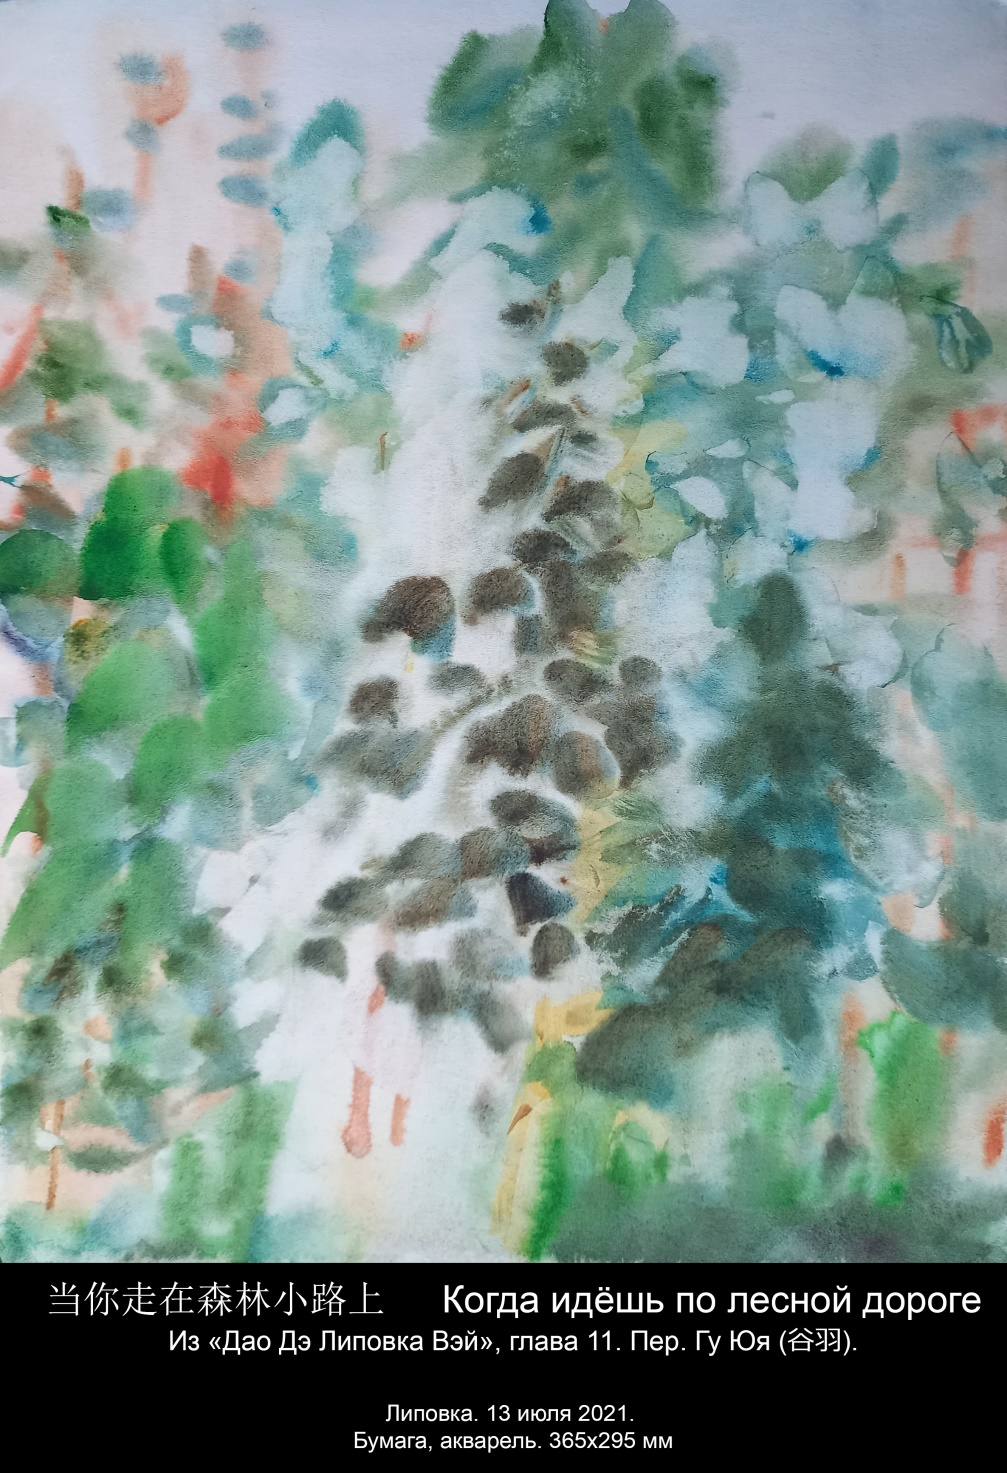 当你走在森林小路上 Когда идёшь по лесной дороге
Из «Дао Дэ Липовка Вэй», глава 11. Пер. Гу Юя (谷羽).
Липовка. 13 июля 2021.
Бумага, акварель. 365х295 мм